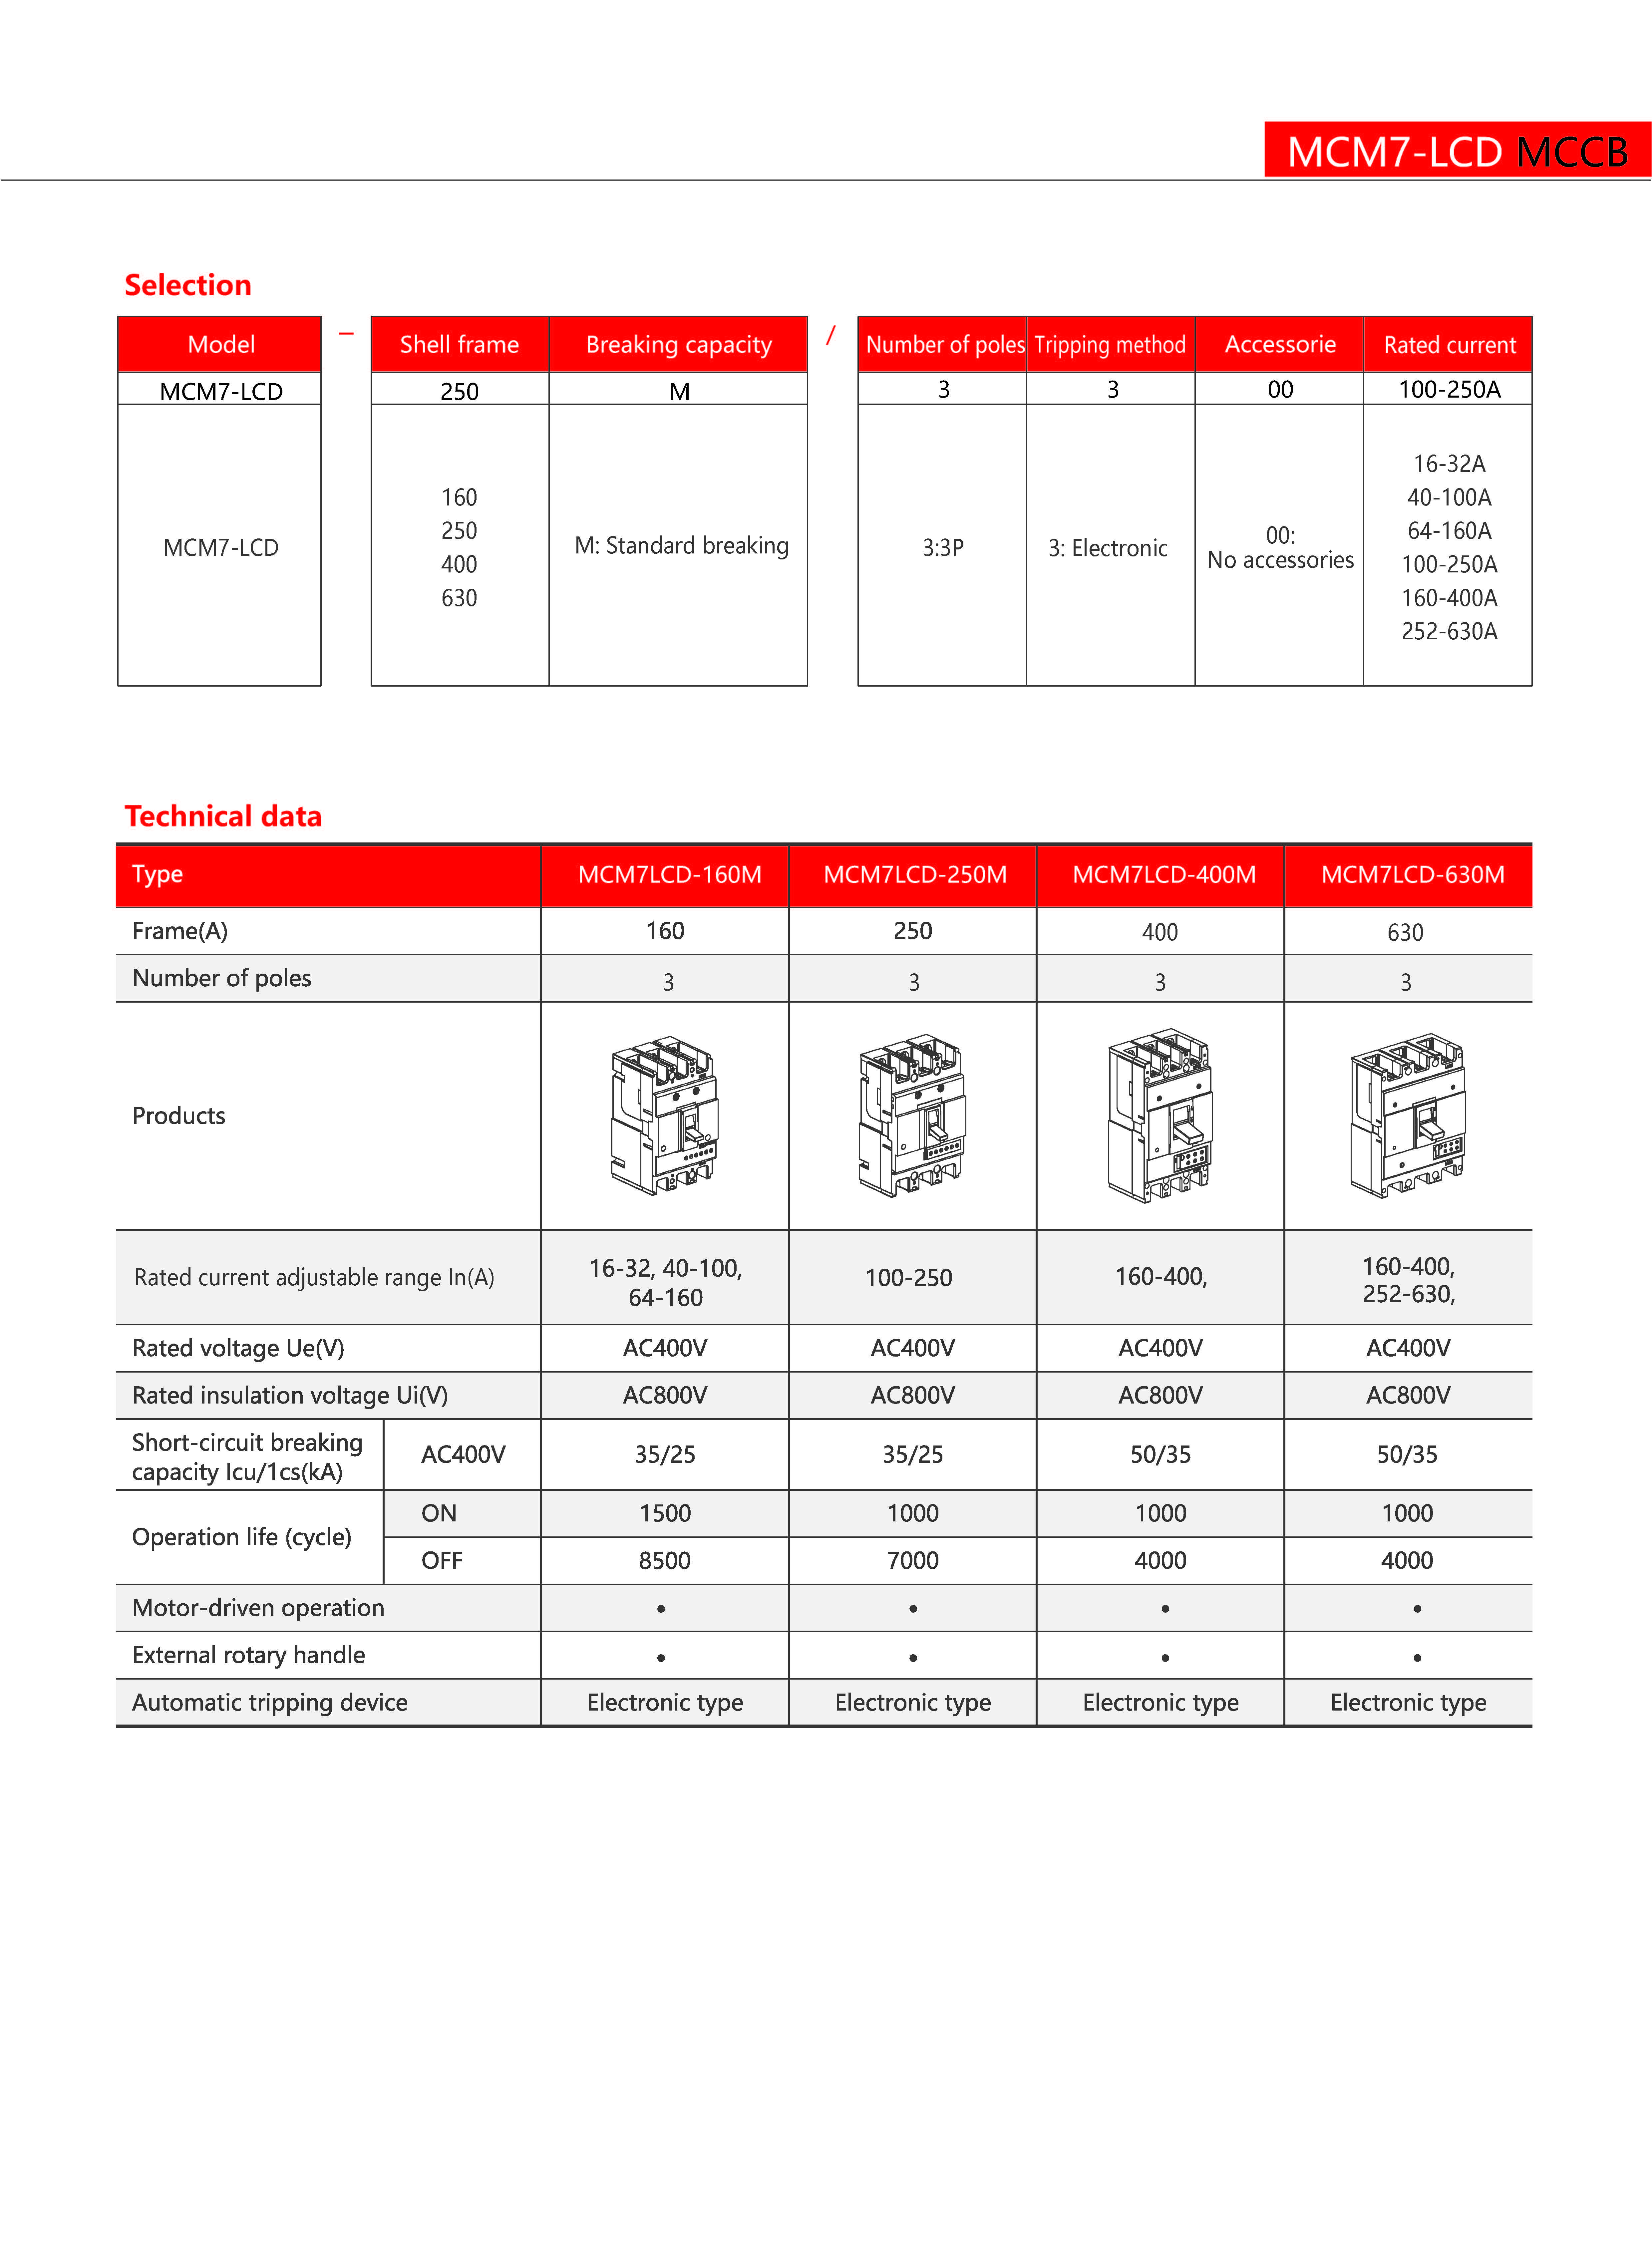 MCM7-LCD MCCB
Selection
Model – Shell frame Breaking capacity / Number of poles Tripping method Accessorie Rated current
MCM7-LCD 250 M 3 3 00 100-250A
MCM7-LCD
160
250
400
630
M: Standard breaking
3:3P
3: Electronic
00:
No accessories
16-32A
40-100A
64-160A
100-250A
160-400A
252-630A
Technical data
Type MCM7LCD-160M MCM7LCD-250M MCM7LCD-400M MCM7LCD-630M
Frame(A) 160 250 400 630
Number of poles 3 3 3 3
Products
Rated current adjustable range In(A)
16-32, 40-100,
64-160
100-250
160-400,
160-400,
252-630,
Rated voltage Ue(V) AC400V AC400V AC400V AC400V
Rated insulation voltage Ui(V) AC800V AC800V AC800V AC800V
Short-circuit breaking
capacity Icu/1cs(kA)
AC400V 35/25 35/25 50/35 50/35
Operation life (cycle)
ON 1500 1000 1000 1000
OFF 8500 7000 4000 4000
Motor-driven operation • • • •
External rotary handle • • • •
Automatic tripping device Electronic type Electronic type Electronic type Electronic type